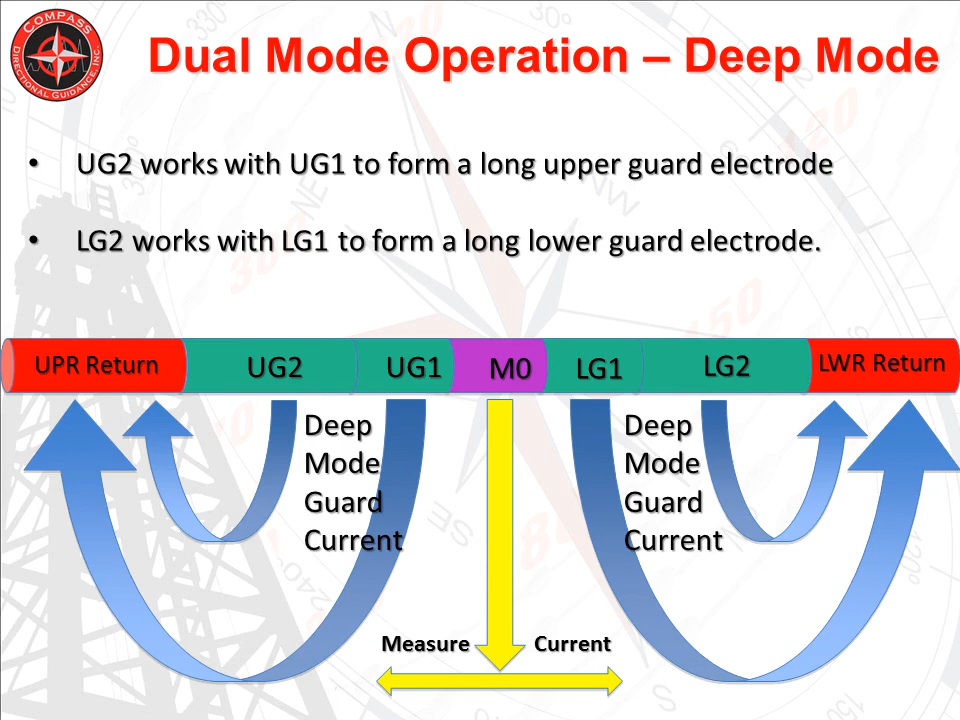 COMPASS
DIRECTIONAL GUIDANCE, INC
Dual Mode Operation – Deep Mode
• UG2 works with UG1 to form a long upper guard electrode
• LG2 works with LG1 to form a long lower guard electrode.
UPR Return UG2 UG1 M0 LG1 LG2 LWR Return
Deep
Mode
Guard
Current
Deep
Mode
Guard
Current
Measure Current